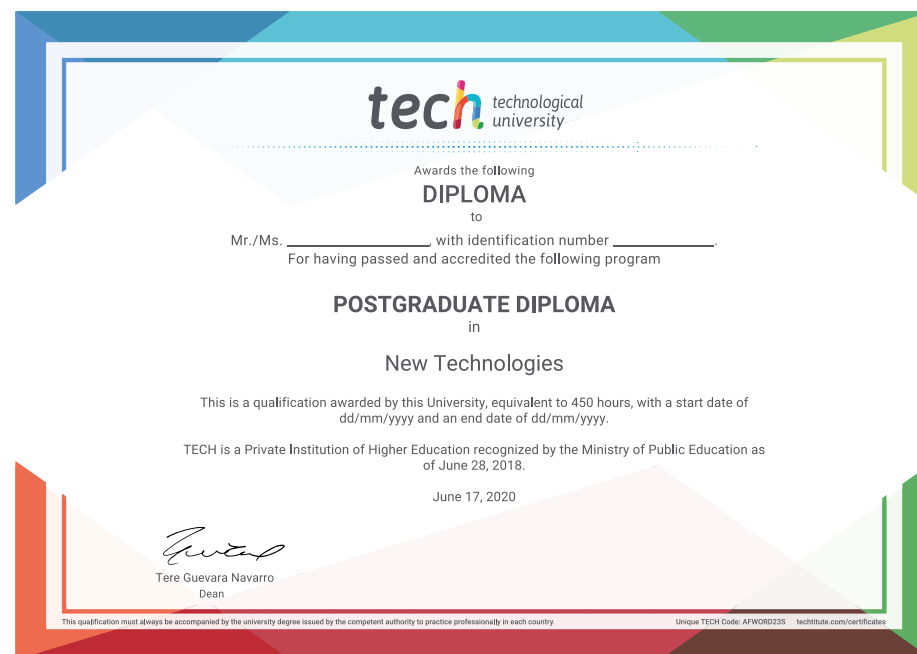 tech technological
university
Awards the following
DIPLOMA
to
Mr./Ms. ________________, with identification number ____________.
For having passed and accredited the following program
POSTGRADUATE DIPLOMA
in
New Technologies
This is a qualification awarded by this University, equivalent to 450 hours, with a start date of
dd/mm/yyyy and an end date of dd/mm/yyyy.
TECH is a Private Institution of Higher Education recognized by the Ministry of Public Education as
of June 28, 2018.
June 17, 2020
Tere Guevara Navarro
Dean
This qualification must always be accompanied by the university degree issued by the competent authority to practice professionally in each country. Unique TECH Code: AFWORD23S techtitute.com/certificates